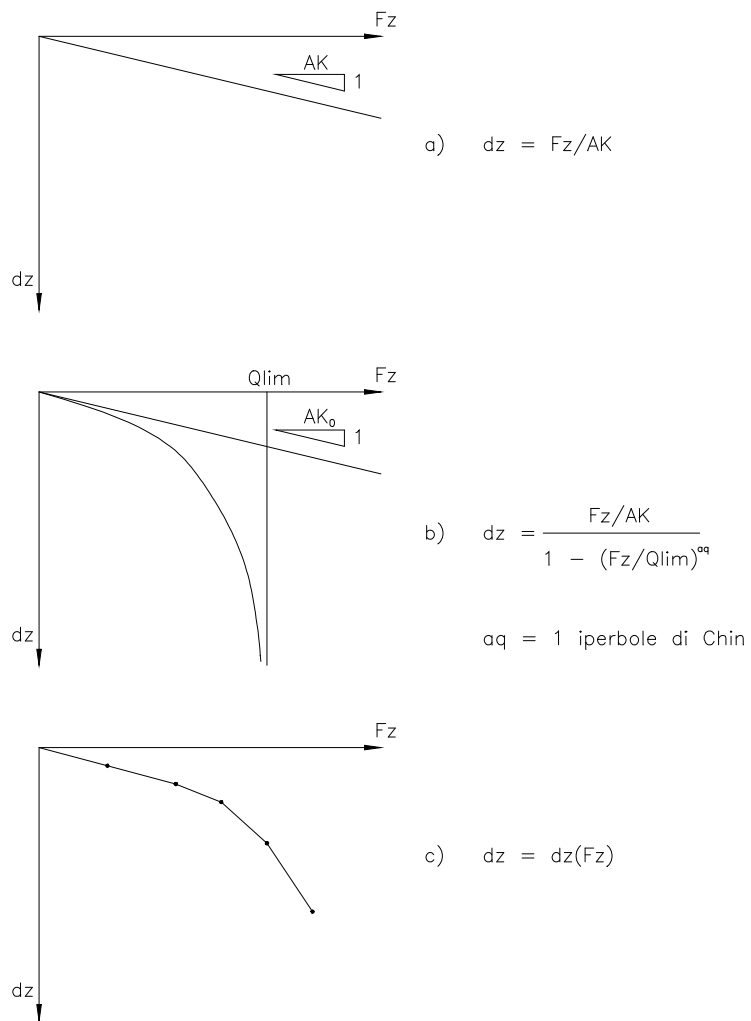 Fz
AK
1
a) dz = Fz/AK
dz
Qlim
Fz
AK₀
1
b) dz = Fz/AK
1 - (Fz/Qlim)^aq
dz
aq = 1 iperbole di Chin
Fz
c) dz = dz(Fz)
dz